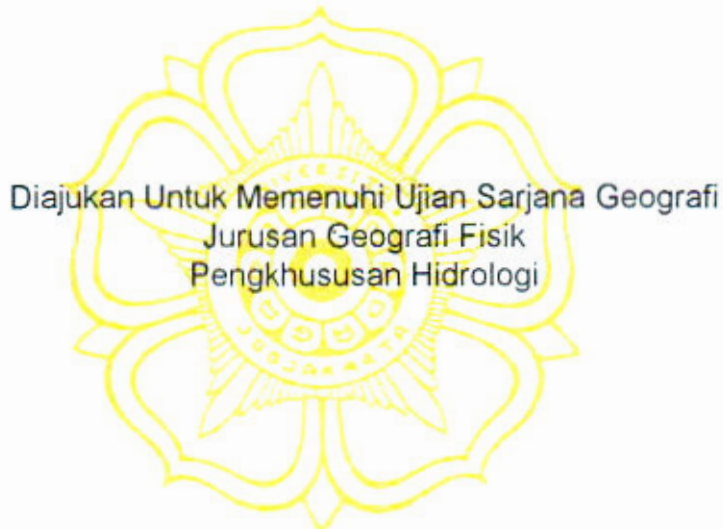 Diajukan Untuk Memenuhi Ujian Sarjana Geografi
Jurusan Geografi Fisik
Pengkhususan Hidrologi